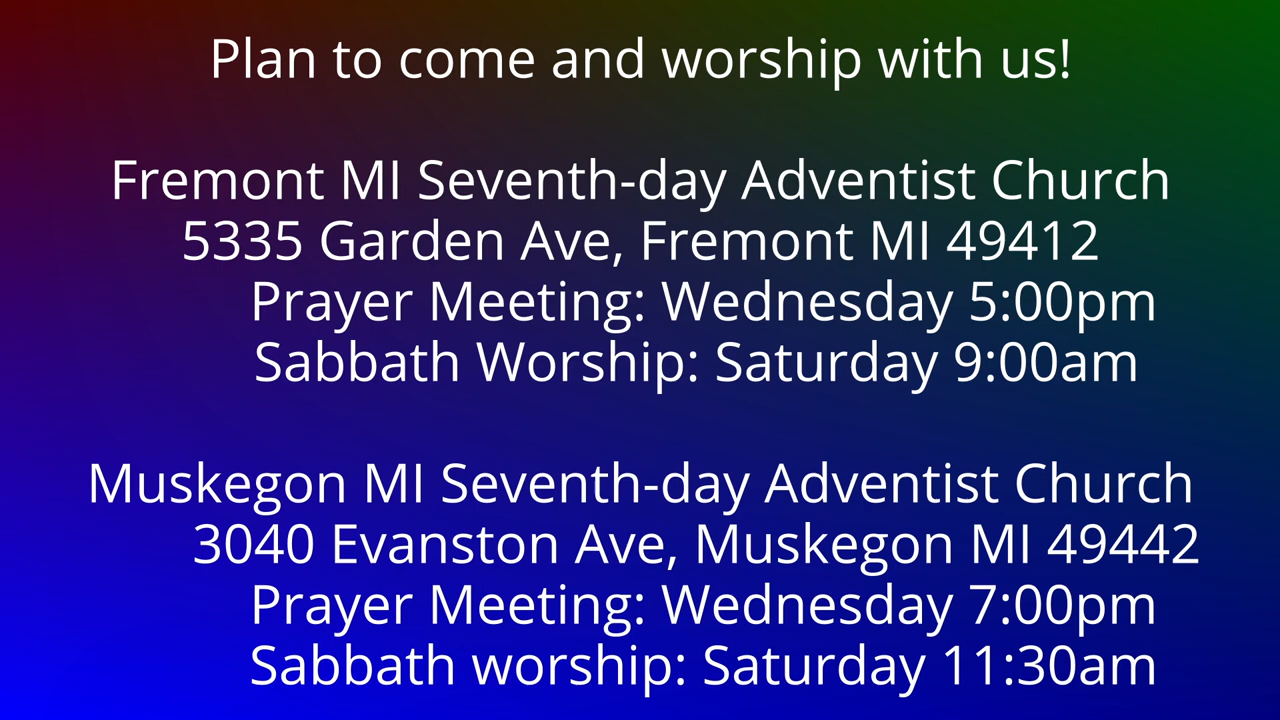 Plan to come and worship with us!
Fremont MI Seventh-day Adventist Church
5335 Garden Ave, Fremont MI 49412
Prayer Meeting: Wednesday 5:00pm
Sabbath Worship: Saturday 9:00am
Muskegon MI Seventh-day Adventist Church
3040 Evanston Ave, Muskegon MI 49442
Prayer Meeting: Wednesday 7:00pm
Sabbath worship: Saturday 11:30am